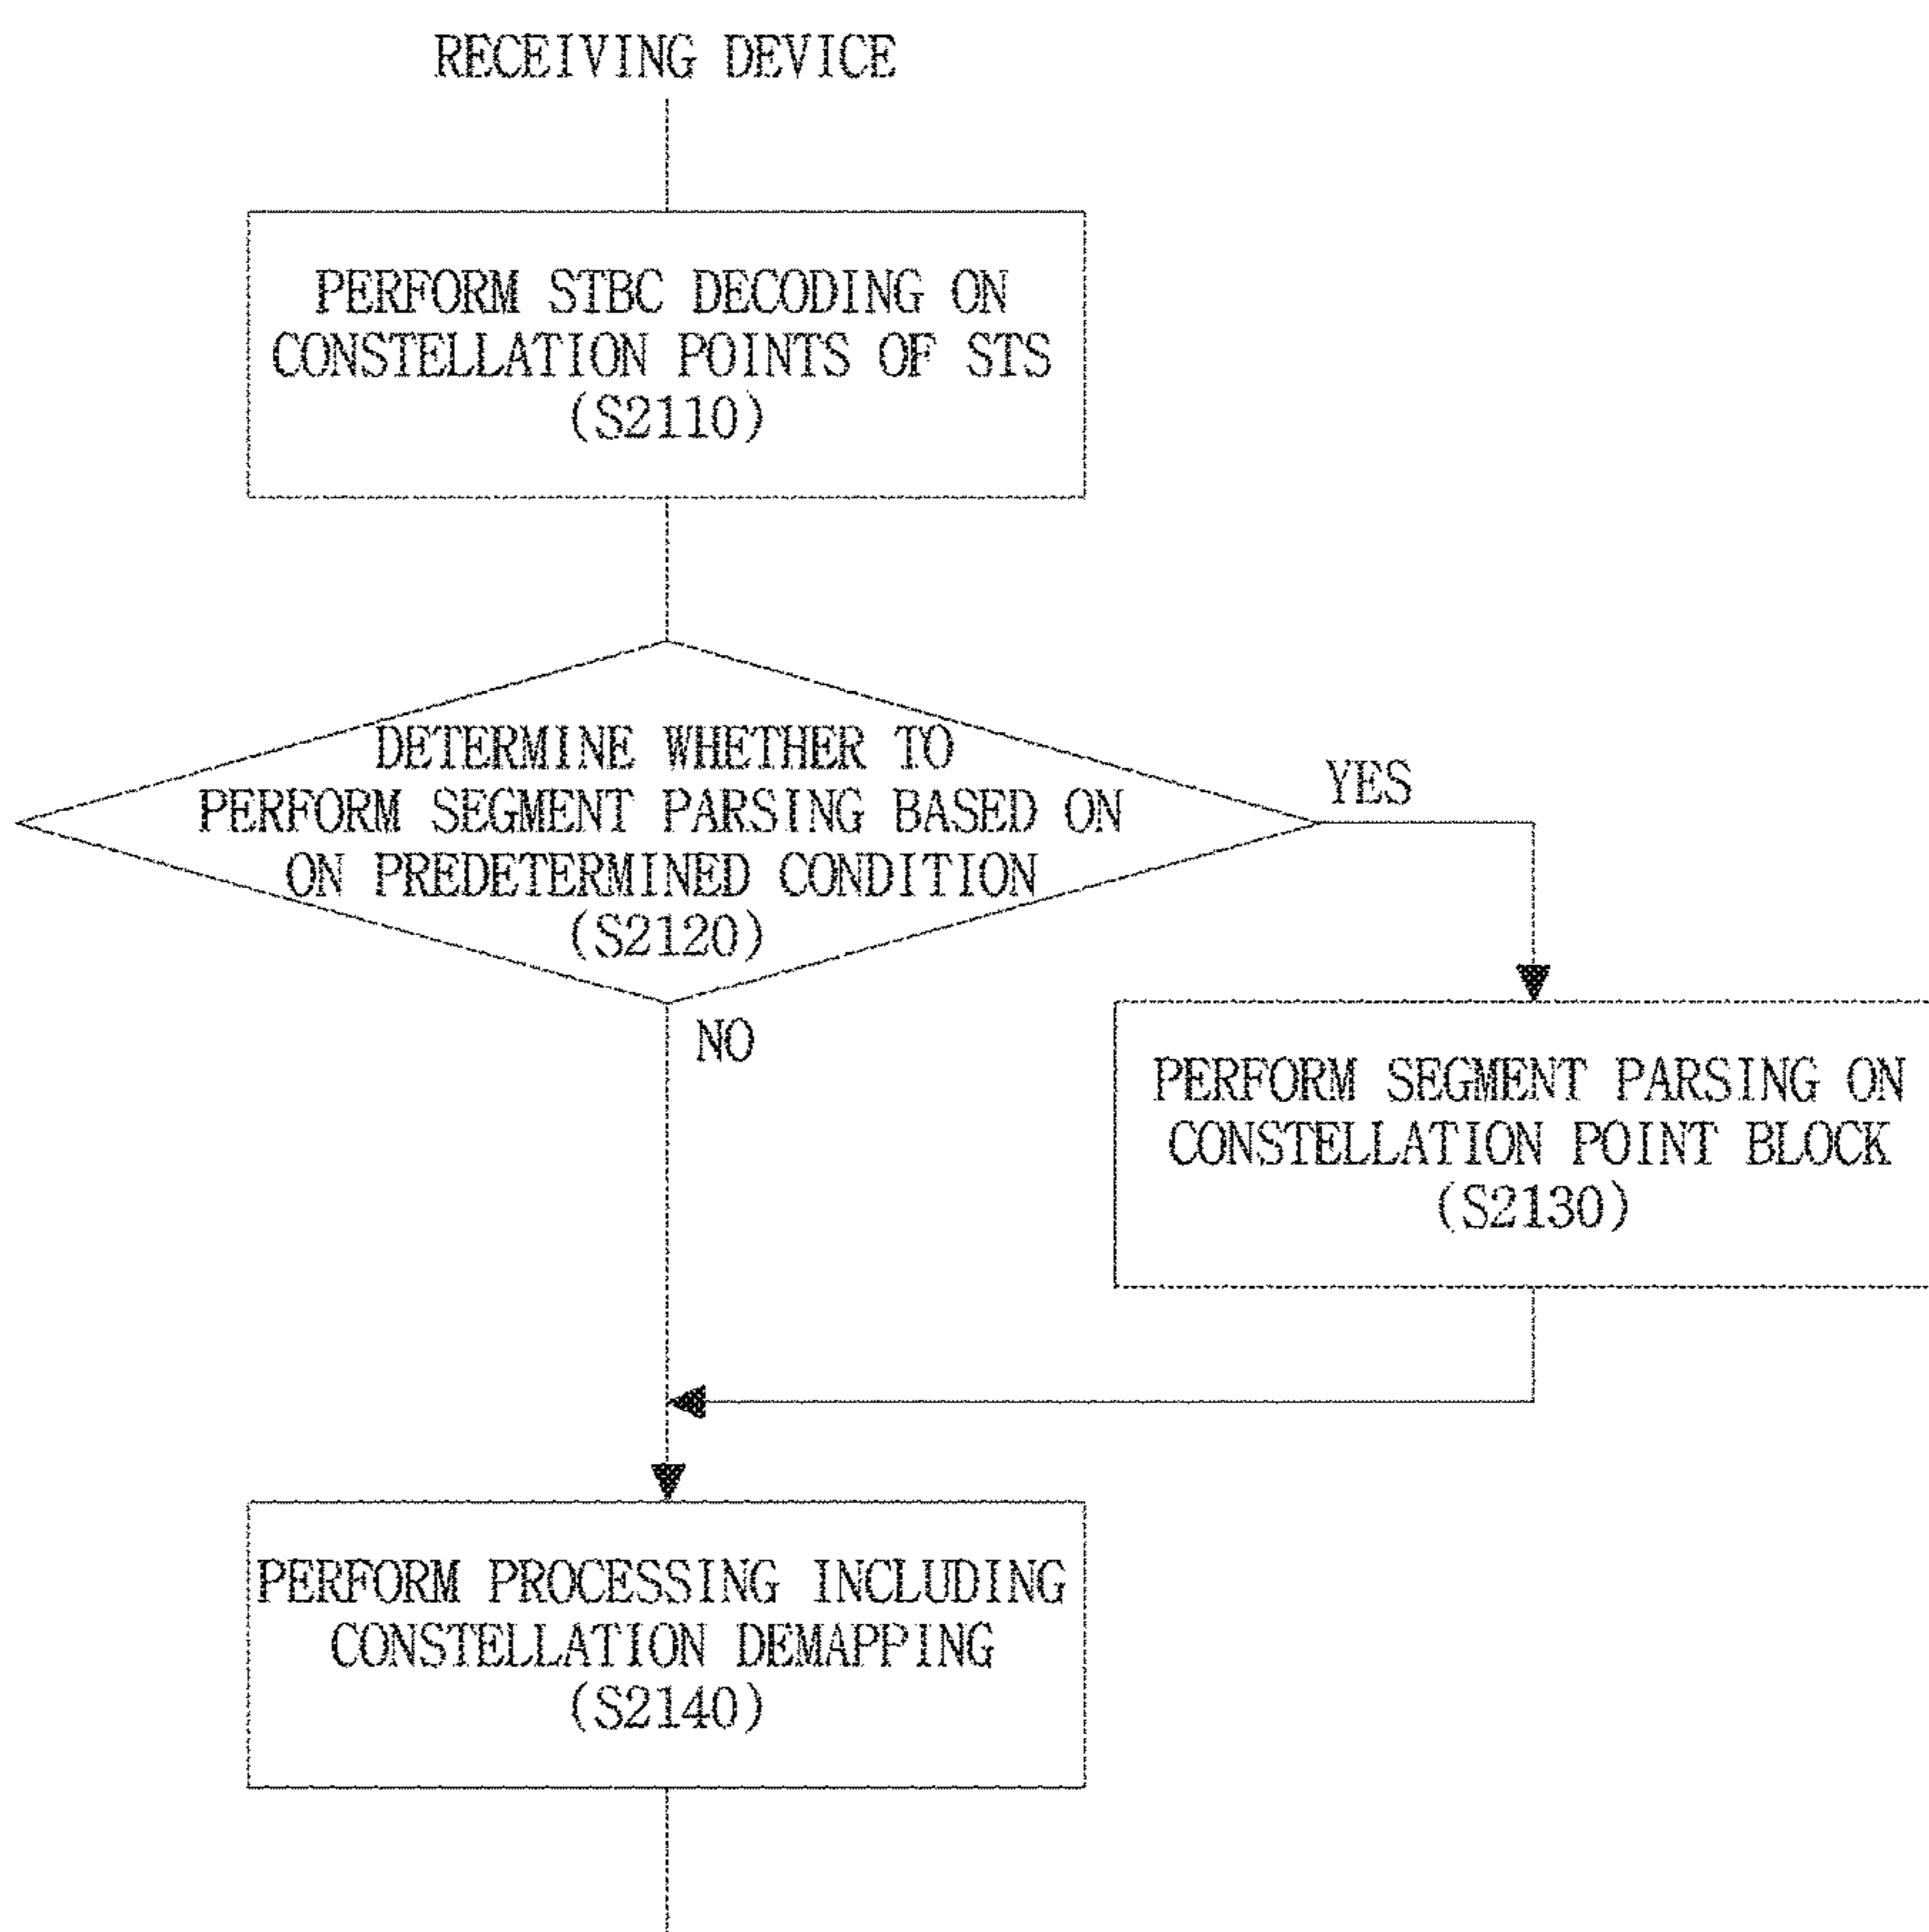 RECEIVING DEVICE
PERFORM STBC DECODING ON
CONSTELLATION POINTS OF STS
(S2110)
DETERMINE WHETHER TO
PERFORM SEGMENT PARSING BASED ON
ON PREDETERMINED CONDITION
(S2120)
YES
NO
PERFORM SEGMENT PARSING ON
CONSTELLATION POINT BLOCK
(S2130)
PERFORM PROCESSING INCLUDING
CONSTELLATION DEMAPPING
(S2140)